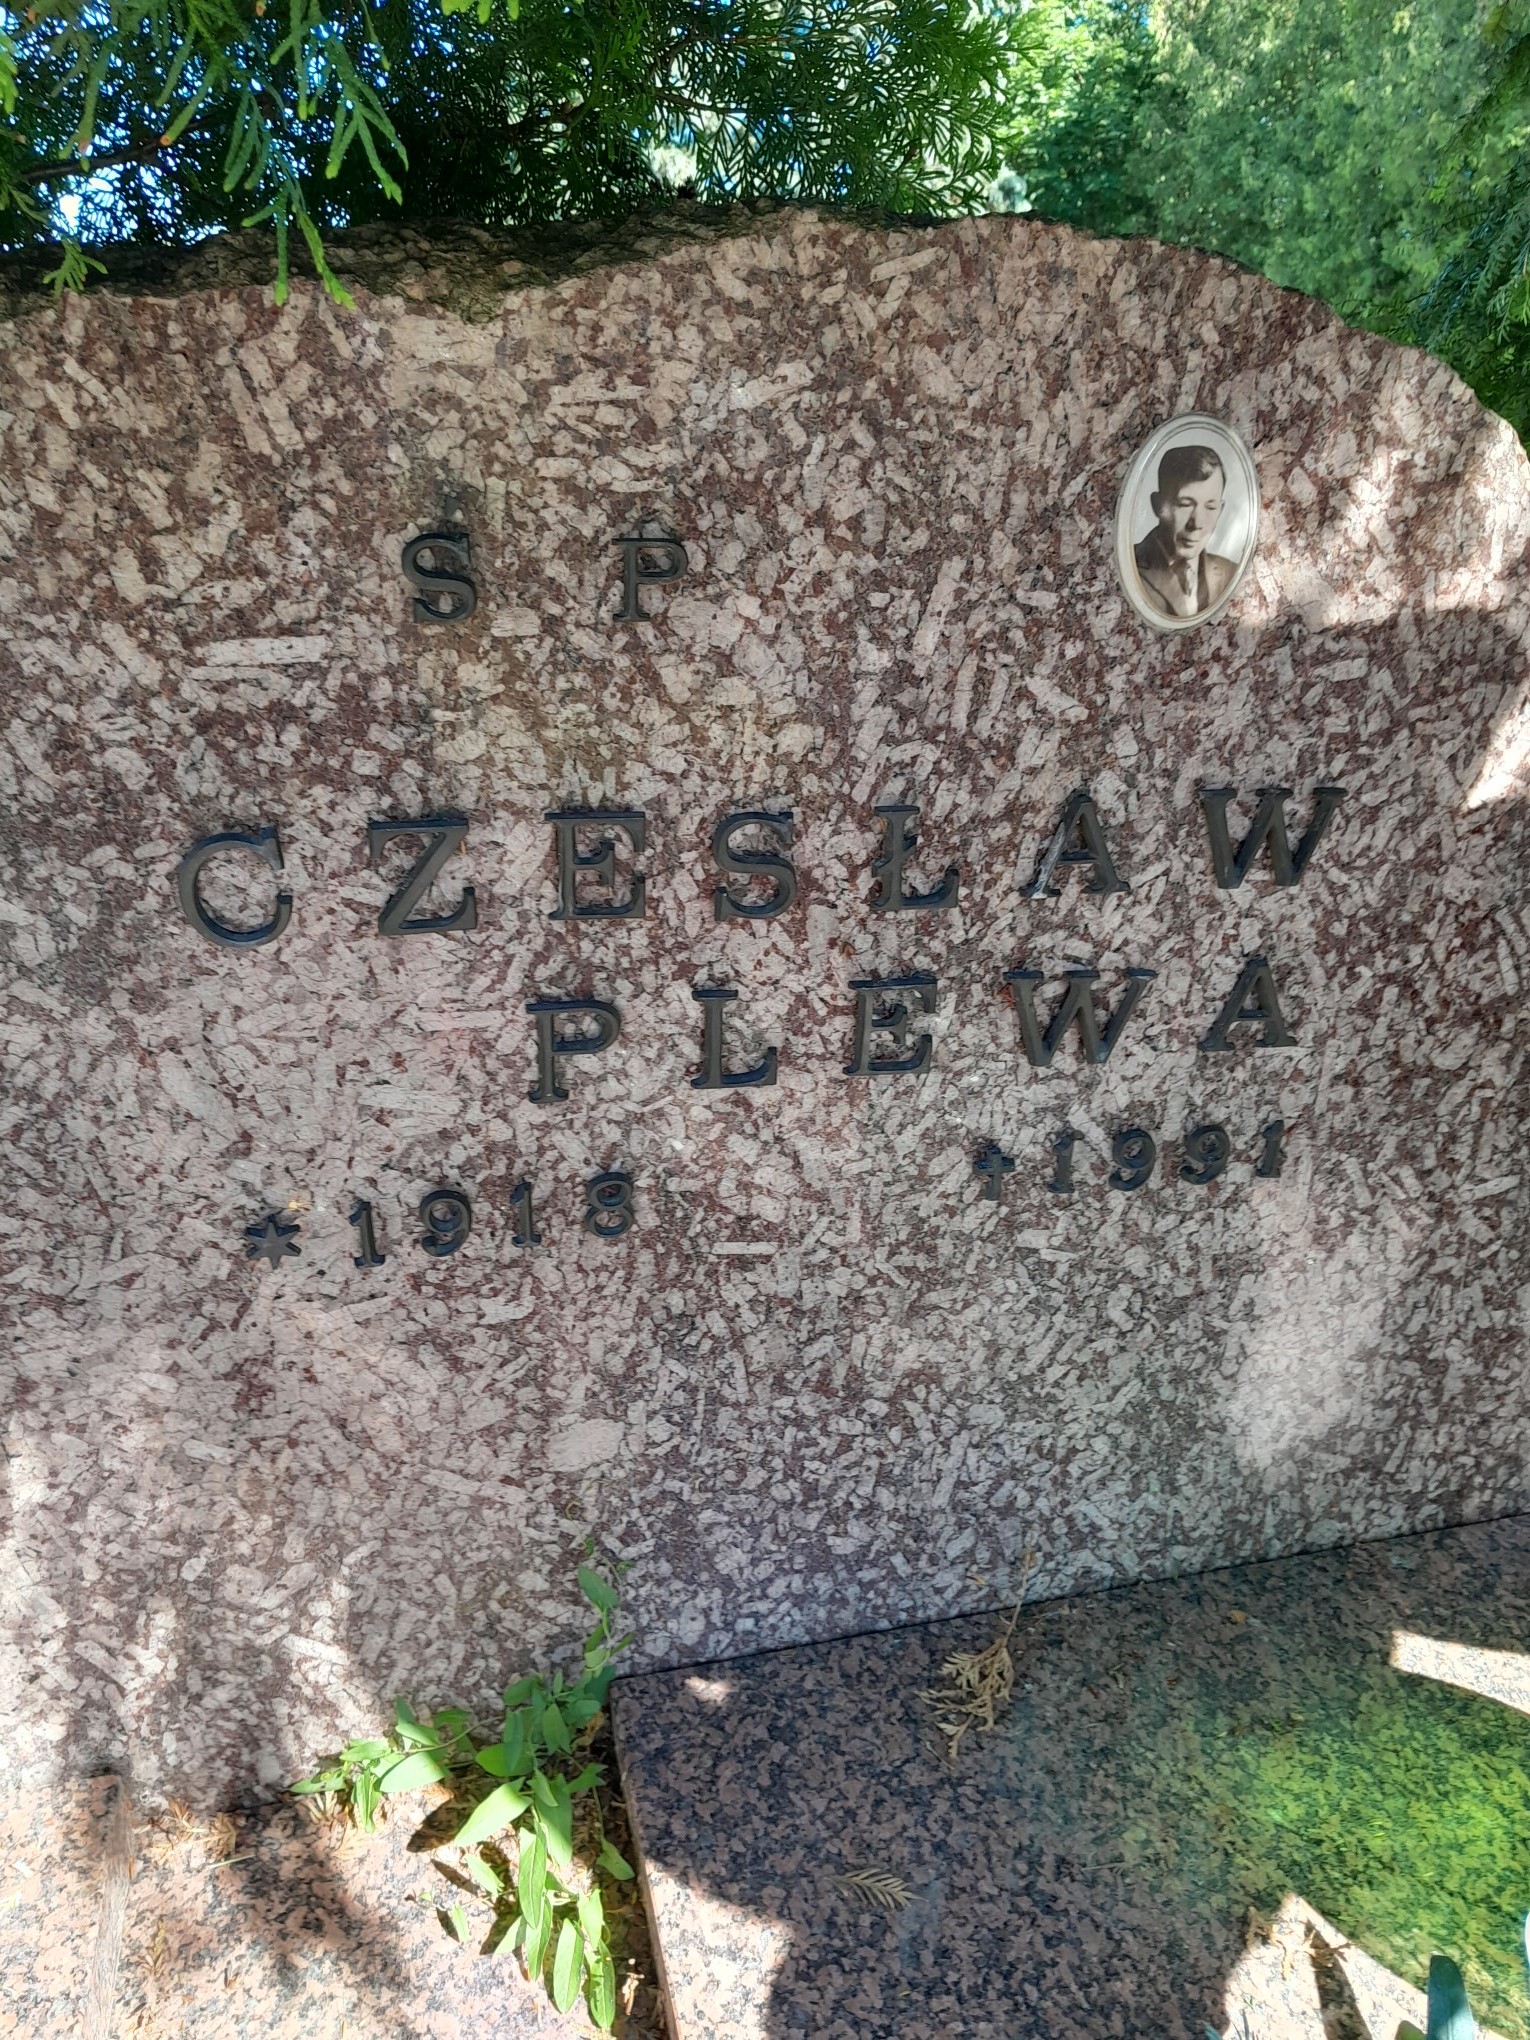 S P
CZESŁAW
PLEWA
* 1918 ✝ 1991